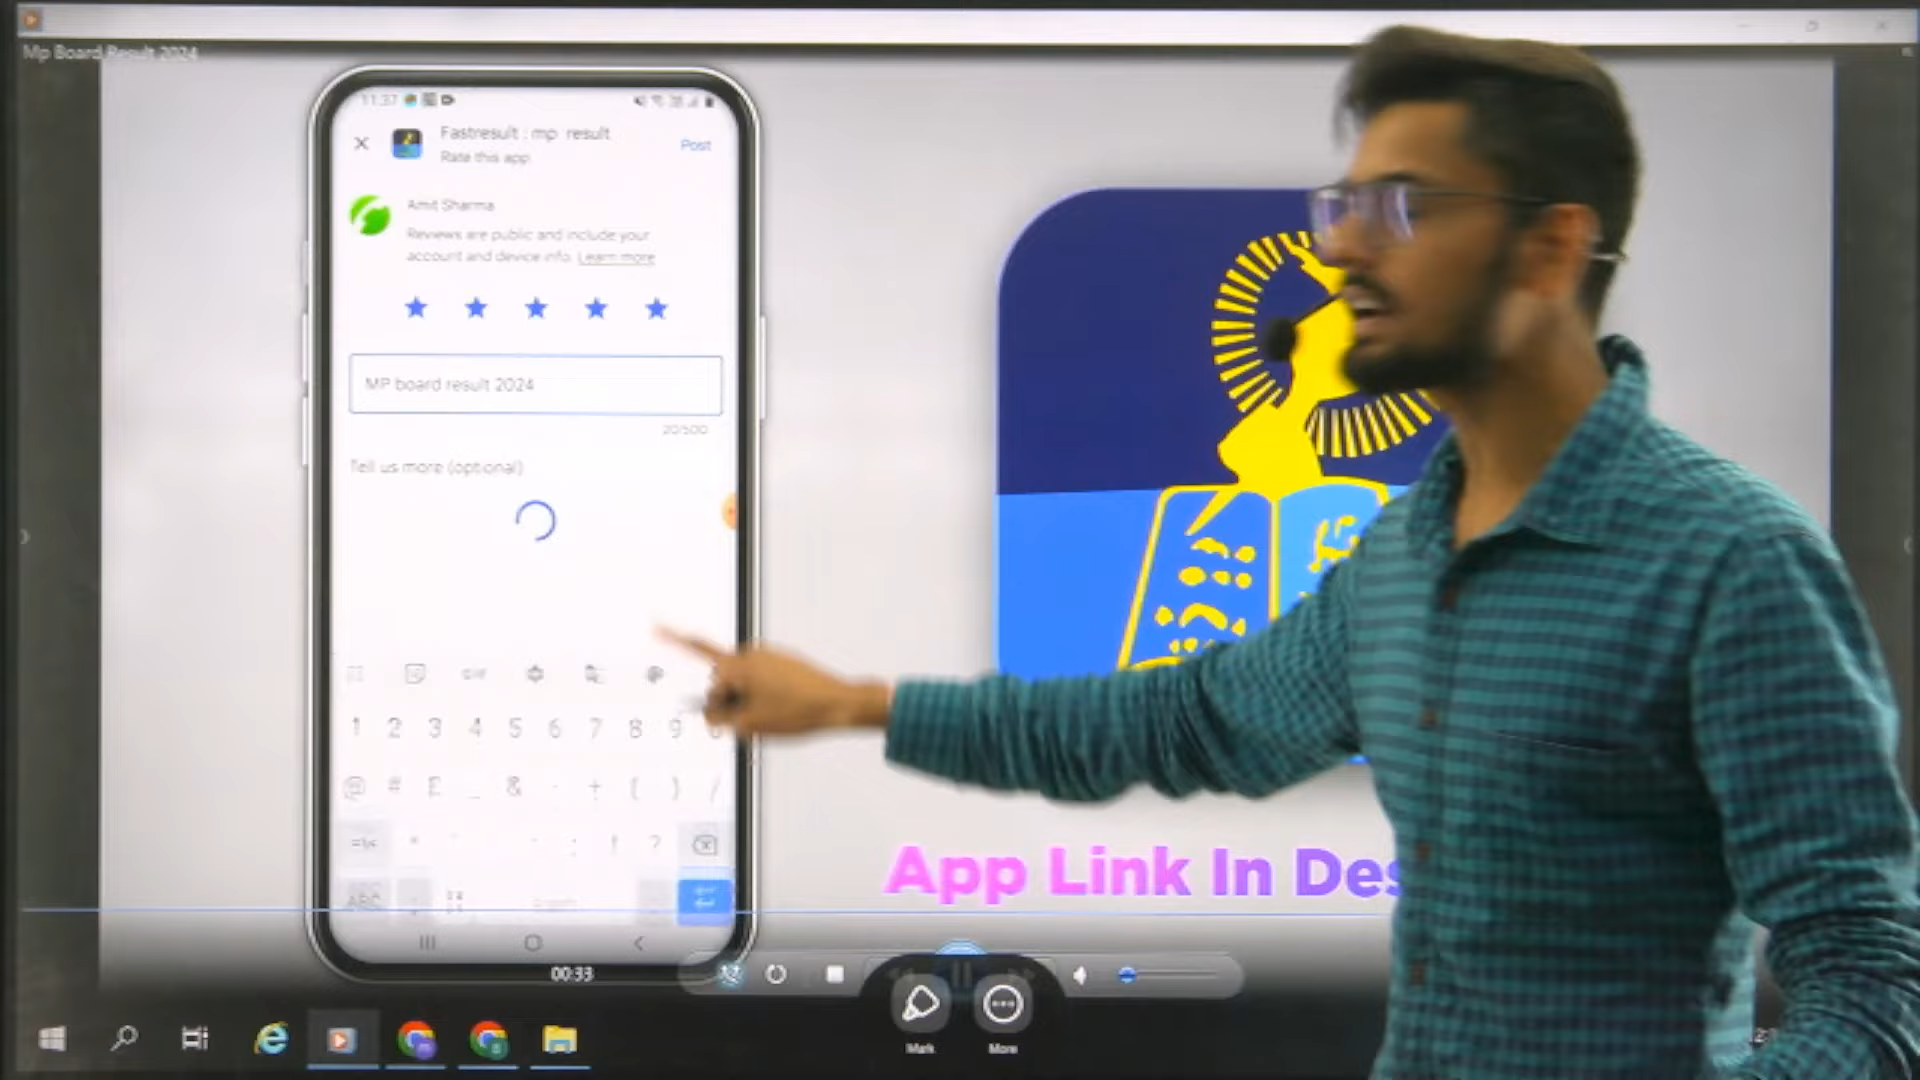 Mp Board Result 2024
11:37
Fastresult : mp result
Rate this app
Post
Amit Sharma
Reviews are public and include your
account and device info. Learn more
MP board result 2024
20/500
Tell us more (optional)
GIF
1 2 3 4 5 6 7 8 9
@ # £ _ & - + ( ) /
=\< * : ! ?
ABC
App Link In Des
00:33
Mark
More